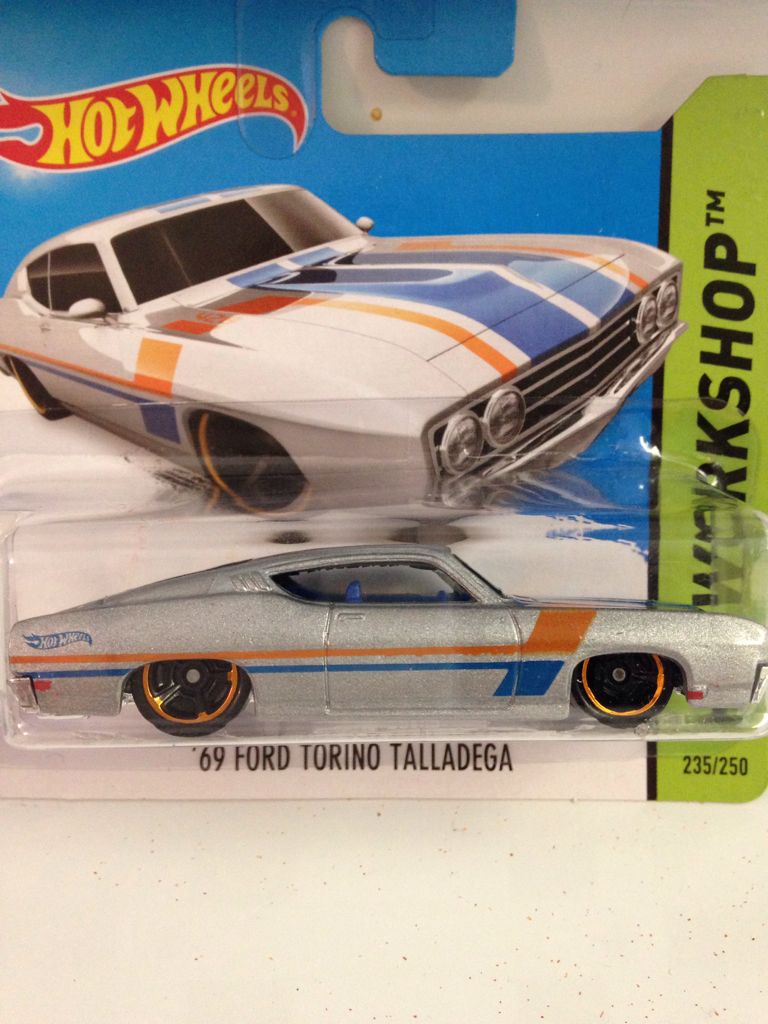 HOT WHEELS®
WORKSHOP™
HOT WHEELS
'69 FORD TORINO TALLADEGA
235/250